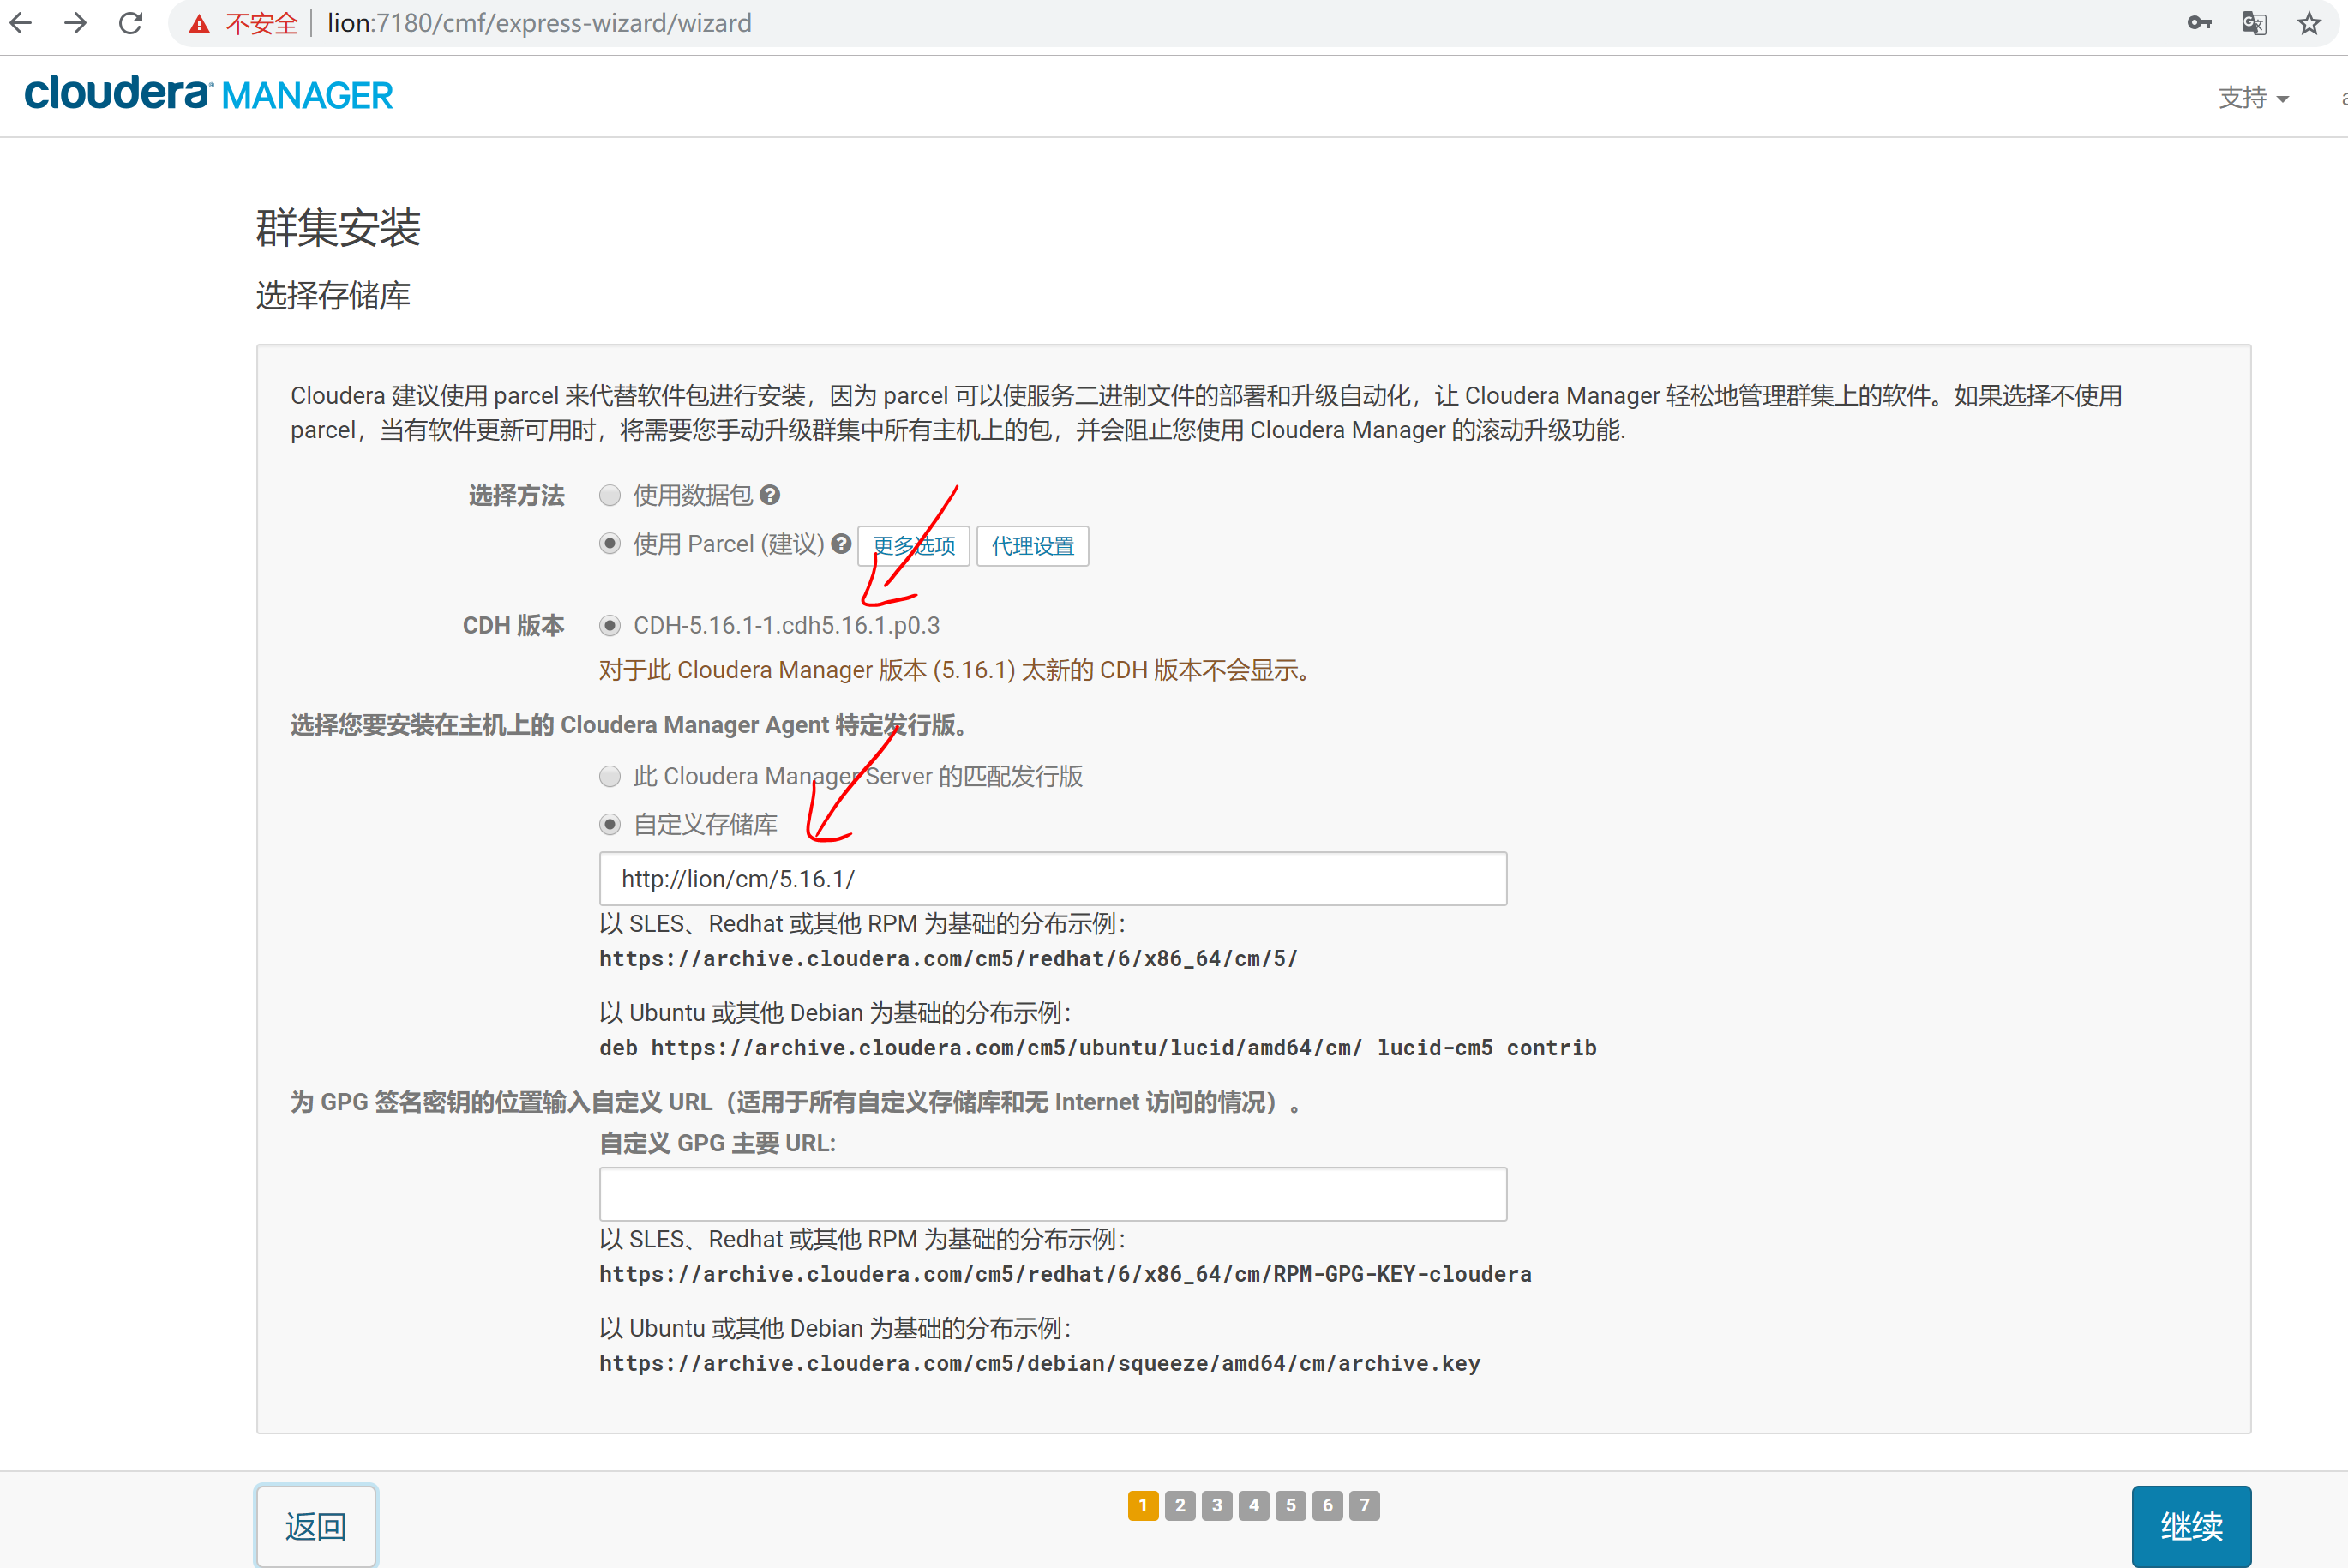 不安全 | lion:7180/cmf/express-wizard/wizard
cloudera MANAGER
支持
群集安装
选择存储库
Cloudera 建议使用 parcel 来代替软件包进行安装，因为 parcel 可以使服务二进制文件的部署和升级自动化，让 Cloudera Manager 轻松地管理群集上的软件。如果选择不使用
parcel，当有软件更新可用时，将需要您手动升级群集中所有主机上的包，并会阻止您使用 Cloudera Manager 的滚动升级功能.
选择方法 使用数据包 ?
使用 Parcel (建议) ? 更多选项 代理设置
CDH 版本 CDH-5.16.1-1.cdh5.16.1.p0.3
对于此 Cloudera Manager 版本 (5.16.1) 太新的 CDH 版本不会显示。
选择您要安装在主机上的 Cloudera Manager Agent 特定发行版。
此 Cloudera Manager Server 的匹配发行版
自定义存储库
http://lion/cm/5.16.1/
以 SLES、Redhat 或其他 RPM 为基础的分布示例：
https://archive.cloudera.com/cm5/redhat/6/x86_64/cm/5/
以 Ubuntu 或其他 Debian 为基础的分布示例：
deb https://archive.cloudera.com/cm5/ubuntu/lucid/amd64/cm/ lucid-cm5 contrib
为 GPG 签名密钥的位置输入自定义 URL（适用于所有自定义存储库和无 Internet 访问的情况）。
自定义 GPG 主要 URL:
以 SLES、Redhat 或其他 RPM 为基础的分布示例：
https://archive.cloudera.com/cm5/redhat/6/x86_64/cm/RPM-GPG-KEY-cloudera
以 Ubuntu 或其他 Debian 为基础的分布示例：
https://archive.cloudera.com/cm5/debian/squeeze/amd64/cm/archive.key
返回 1 2 3 4 5 6 7 继续